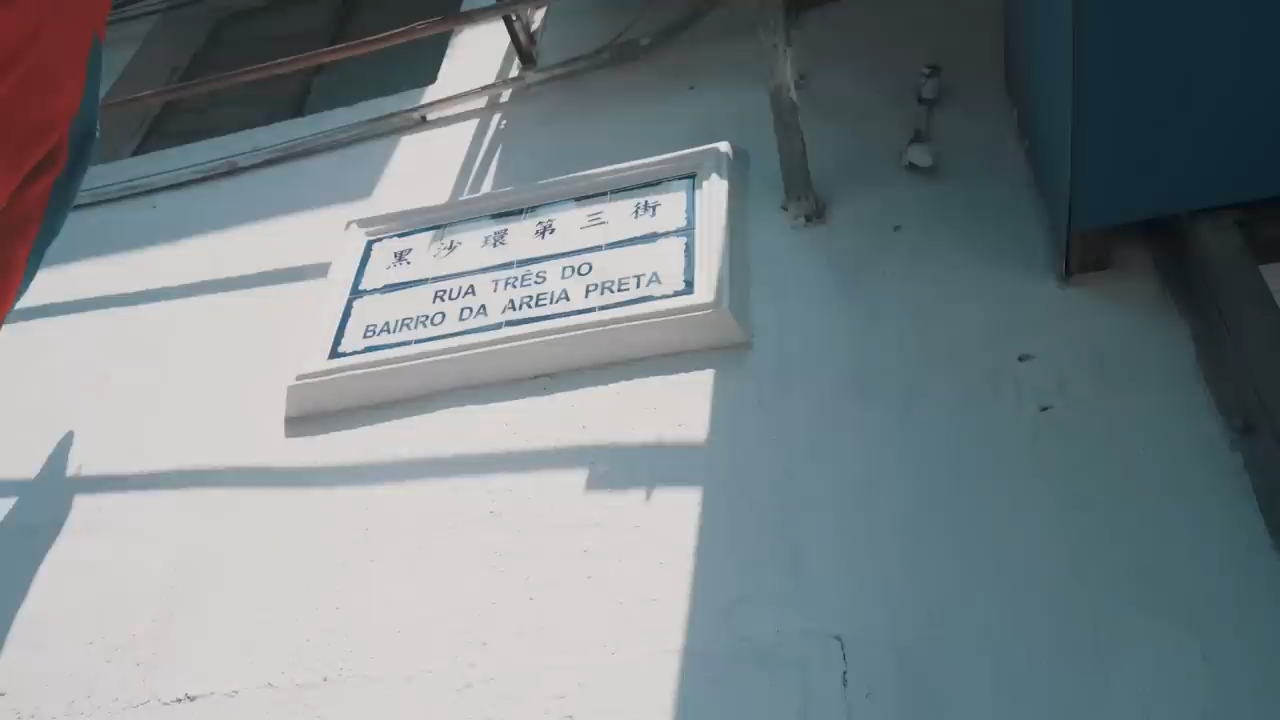 黑沙環第三街
RUA TRÊS DO
BAIRRO DA AREIA PRETA